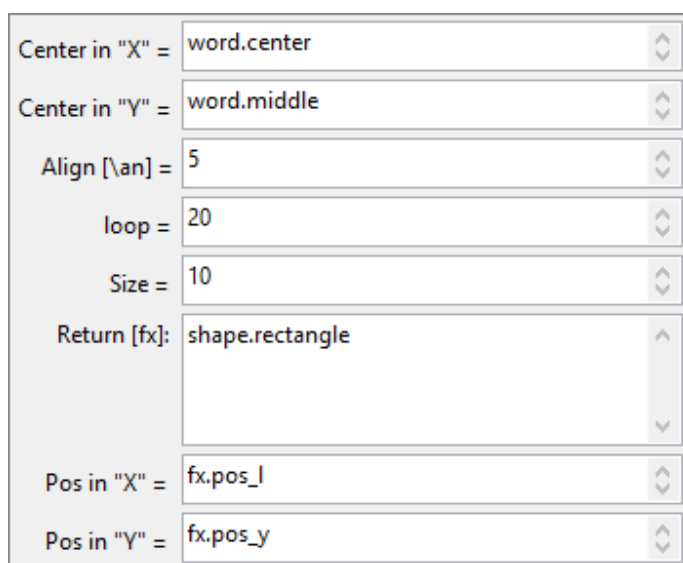 Center in "X" = word.center
Center in "Y" = word.middle
Align [\an] = 5
loop = 20
Size = 10
Return [fx]: shape.rectangle
Pos in "X" = fx.pos_l
Pos in "Y" = fx.pos_y